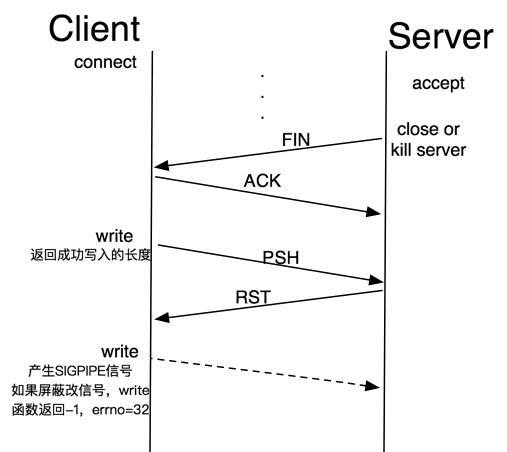 Client
Server
connect
accept
close or
kill server
FIN
ACK
write
返回成功写入的长度
PSH
RST
write
产生SIGPIPE信号
如果屏蔽改信号，write
函数返回-1，errno=32